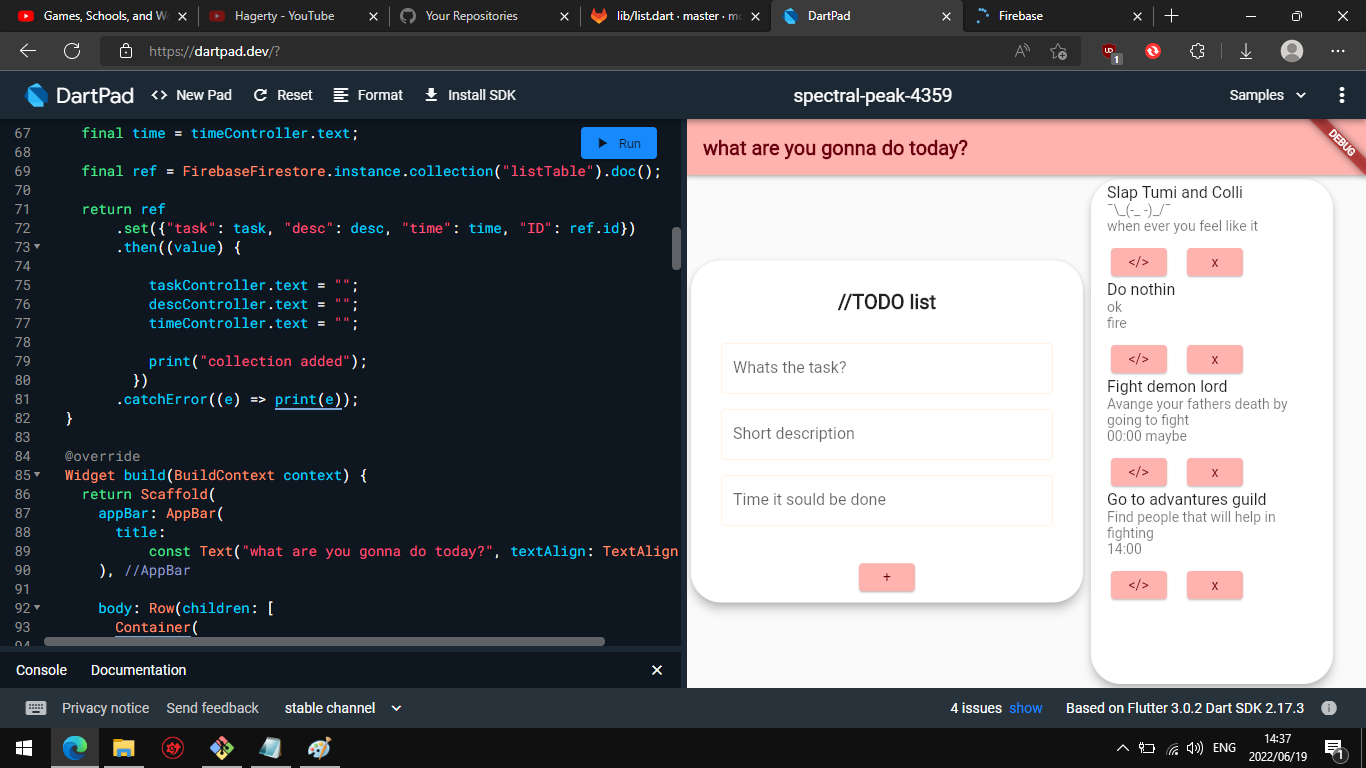 Games, Schools, and Wo
Hagerty - YouTube
Your Repositories
lib/list.dart · master · mo
DartPad
Firebase
https://dartpad.dev/?
1
DartPad
<> New Pad
Reset
Format
Install SDK
spectral-peak-4359
Samples
67 final time = timeController.text;
Run
68
69 final ref = FirebaseFirestore.instance.collection("listTable").doc();
70
71 return ref
72 .set({"task": task, "desc": desc, "time": time, "ID": ref.id})
73 .then((value) {
74
75 taskController.text = "";
76 descController.text = "";
77 timeController.text = "";
78
79 print("collection added");
80 })
81 .catchError((e) => print(e));
82 }
83
84 @override
85 Widget build(BuildContext context) {
86 return Scaffold(
87 appBar: AppBar(
88 title:
89 const Text("what are you gonna do today?", textAlign: TextAlign
90 ), //AppBar
91
92 body: Row(children: [
93 Container(
94
what are you gonna do today?
DEBUG
//TODO list
Whats the task?
Short description
Time it sould be done
+
Slap Tumi and Colli
¯\_(-_-)_/¯
when ever you feel like it
</> x
Do nothin
ok
fire
</> x
Fight demon lord
Avange your fathers death by
going to fight
00:00 maybe
</> x
Go to advantures guild
Find people that will help in
fighting
14:00
</> x
Console
Documentation
Privacy notice
Send feedback
stable channel
4 issues show
Based on Flutter 3.0.2 Dart SDK 2.17.3
ENG
14:37
2022/06/19
1